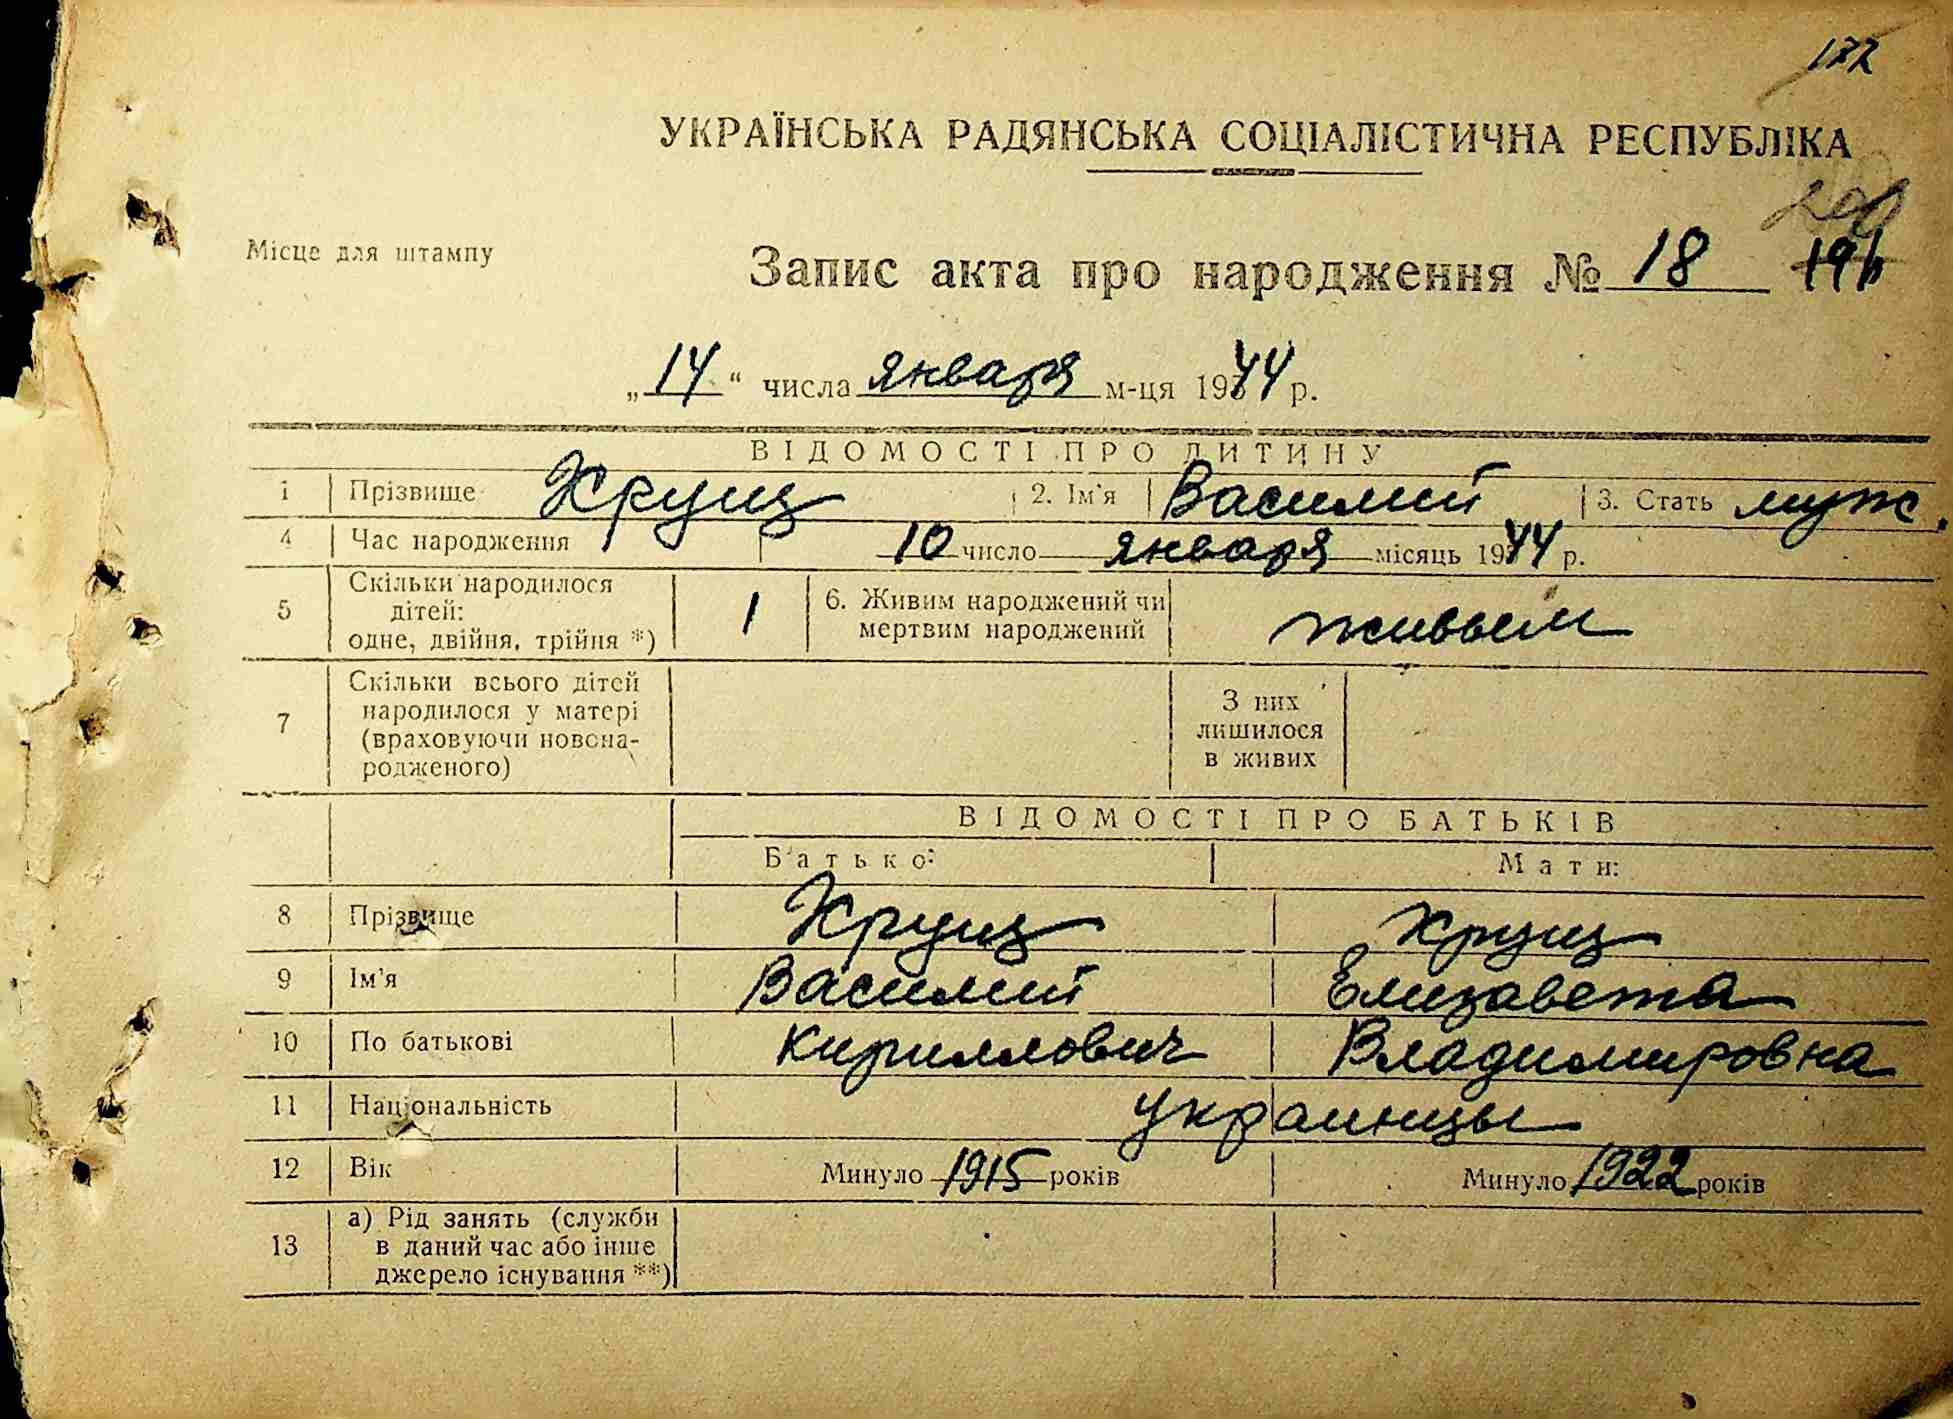 122
УКРАЇНСЬКА РАДЯНСЬКА СОЦІАЛІСТИЧНА РЕСПУБЛІКА
Місце для штампу
Запис акта про народження № 18
„14“ числа января м-ця 1944 р.
ВІДОМОСТІ ПРО ДИТИНУ
1 Прізвище Хрущ 2. Ім'я Василий 3. Стать муж.
4 Час народження 10 число января місяць 1944 р.
5 Скільки народилося дітей: одне, двійня, трійня *) 1 6. Живим народжений чи мертвим народжений живьем
7 Скільки всього дітей народилося у матері (враховуючи новонародженого) З них лишилося в живих
ВІДОМОСТІ ПРО БАТЬКІВ
Батько: Мати:
8 Прізвище Хрущ Хрущ
9 Ім'я Василий Елизавета
10 По батькові Кириллович Владимировна
11 Національність украинцы
12 Вік Минуло 1915 років Минуло 1922 років
13 а) Рід занять (служби в даний час або інше джерело існування **)